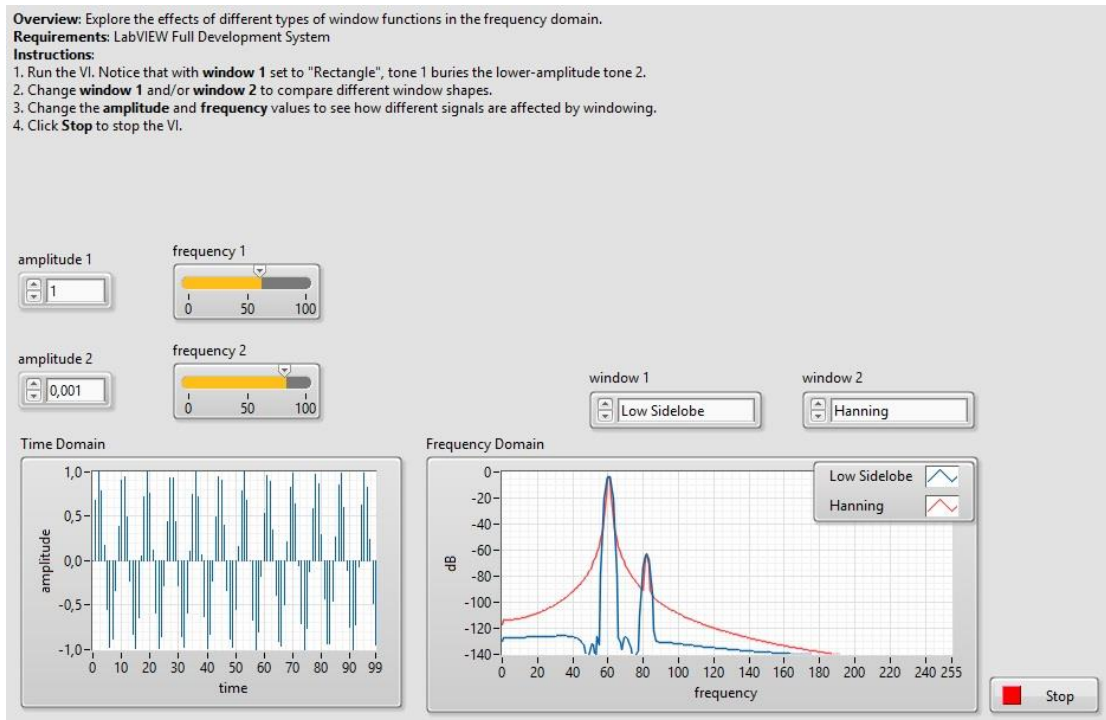 Overview: Explore the effects of different types of window functions in the frequency domain.
Requirements: LabVIEW Full Development System
Instructions:
1. Run the VI. Notice that with window 1 set to "Rectangle", tone 1 buries the lower-amplitude tone 2.
2. Change window 1 and/or window 2 to compare different window shapes.
3. Change the amplitude and frequency values to see how different signals are affected by windowing.
4. Click Stop to stop the VI.
amplitude 1
1
frequency 1
0 50 100
amplitude 2
0,001
frequency 2
0 50 100
window 1
Low Sidelobe
window 2
Hanning
Time Domain
1,0
0,5
0,0
-0,5
-1,0
amplitude
0 10 20 30 40 50 60 70 80 90 99
time
Frequency Domain
0
-20
-40
-60
-80
-100
-120
-140
dB
0 20 40 60 80 100 120 140 160 180 200 220 240 255
frequency
Low Sidelobe
Hanning
Stop